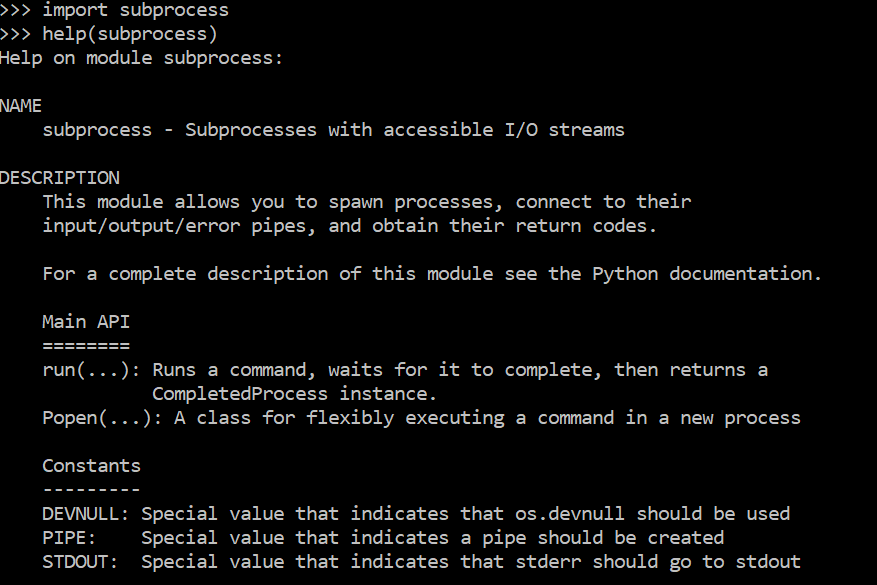 >>> import subprocess
>>> help(subprocess)
Help on module subprocess:
NAME
subprocess - Subprocesses with accessible I/O streams
DESCRIPTION
This module allows you to spawn processes, connect to their
input/output/error pipes, and obtain their return codes.
For a complete description of this module see the Python documentation.
Main API
========
run(...): Runs a command, waits for it to complete, then returns a
CompletedProcess instance.
Popen(...): A class for flexibly executing a command in a new process
Constants
---------
DEVNULL: Special value that indicates that os.devnull should be used
PIPE:    Special value that indicates a pipe should be created
STDOUT:  Special value that indicates that stderr should go to stdout